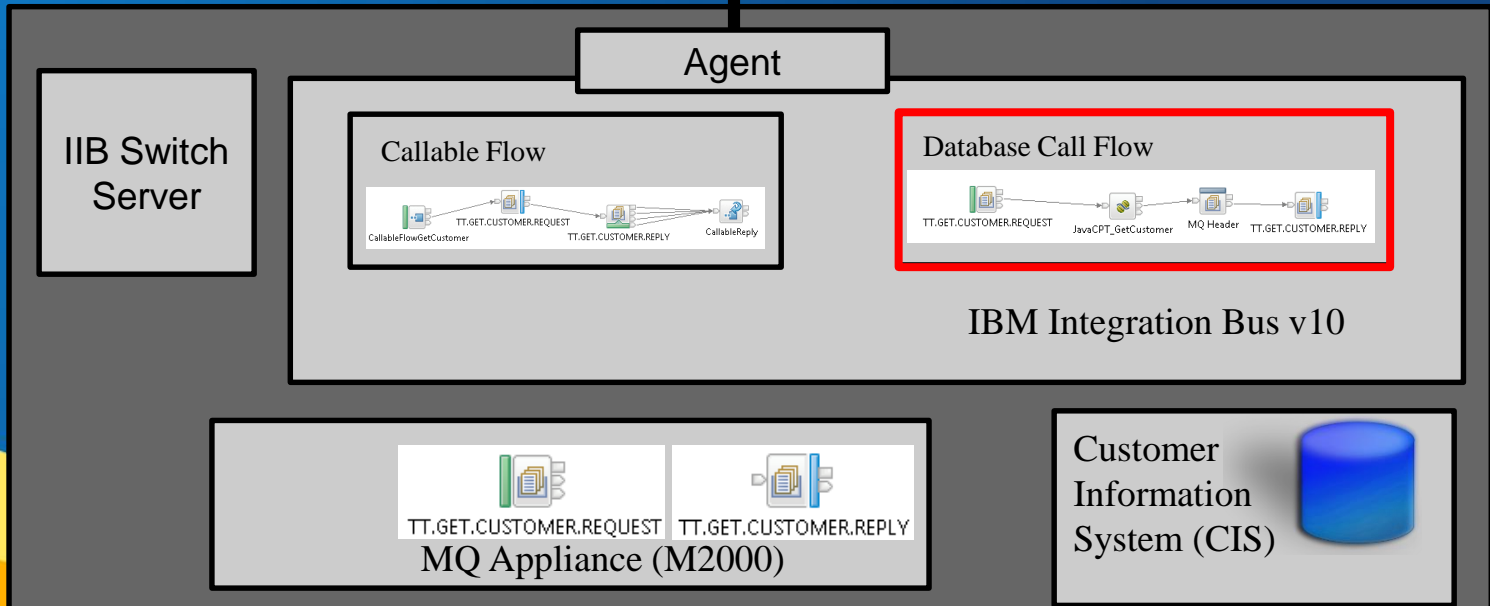 Agent
IIB Switch
Server
Callable Flow
CallableFlowGetCustomer
TT.GET.CUSTOMER.REQUEST
TT.GET.CUSTOMER.REPLY
CallableReply
Database Call Flow
TT.GET.CUSTOMER.REQUEST
JavaCPT_GetCustomer
MQ Header
TT.GET.CUSTOMER.REPLY
IBM Integration Bus v10
TT.GET.CUSTOMER.REQUEST
TT.GET.CUSTOMER.REPLY
MQ Appliance (M2000)
Customer
Information
System (CIS)